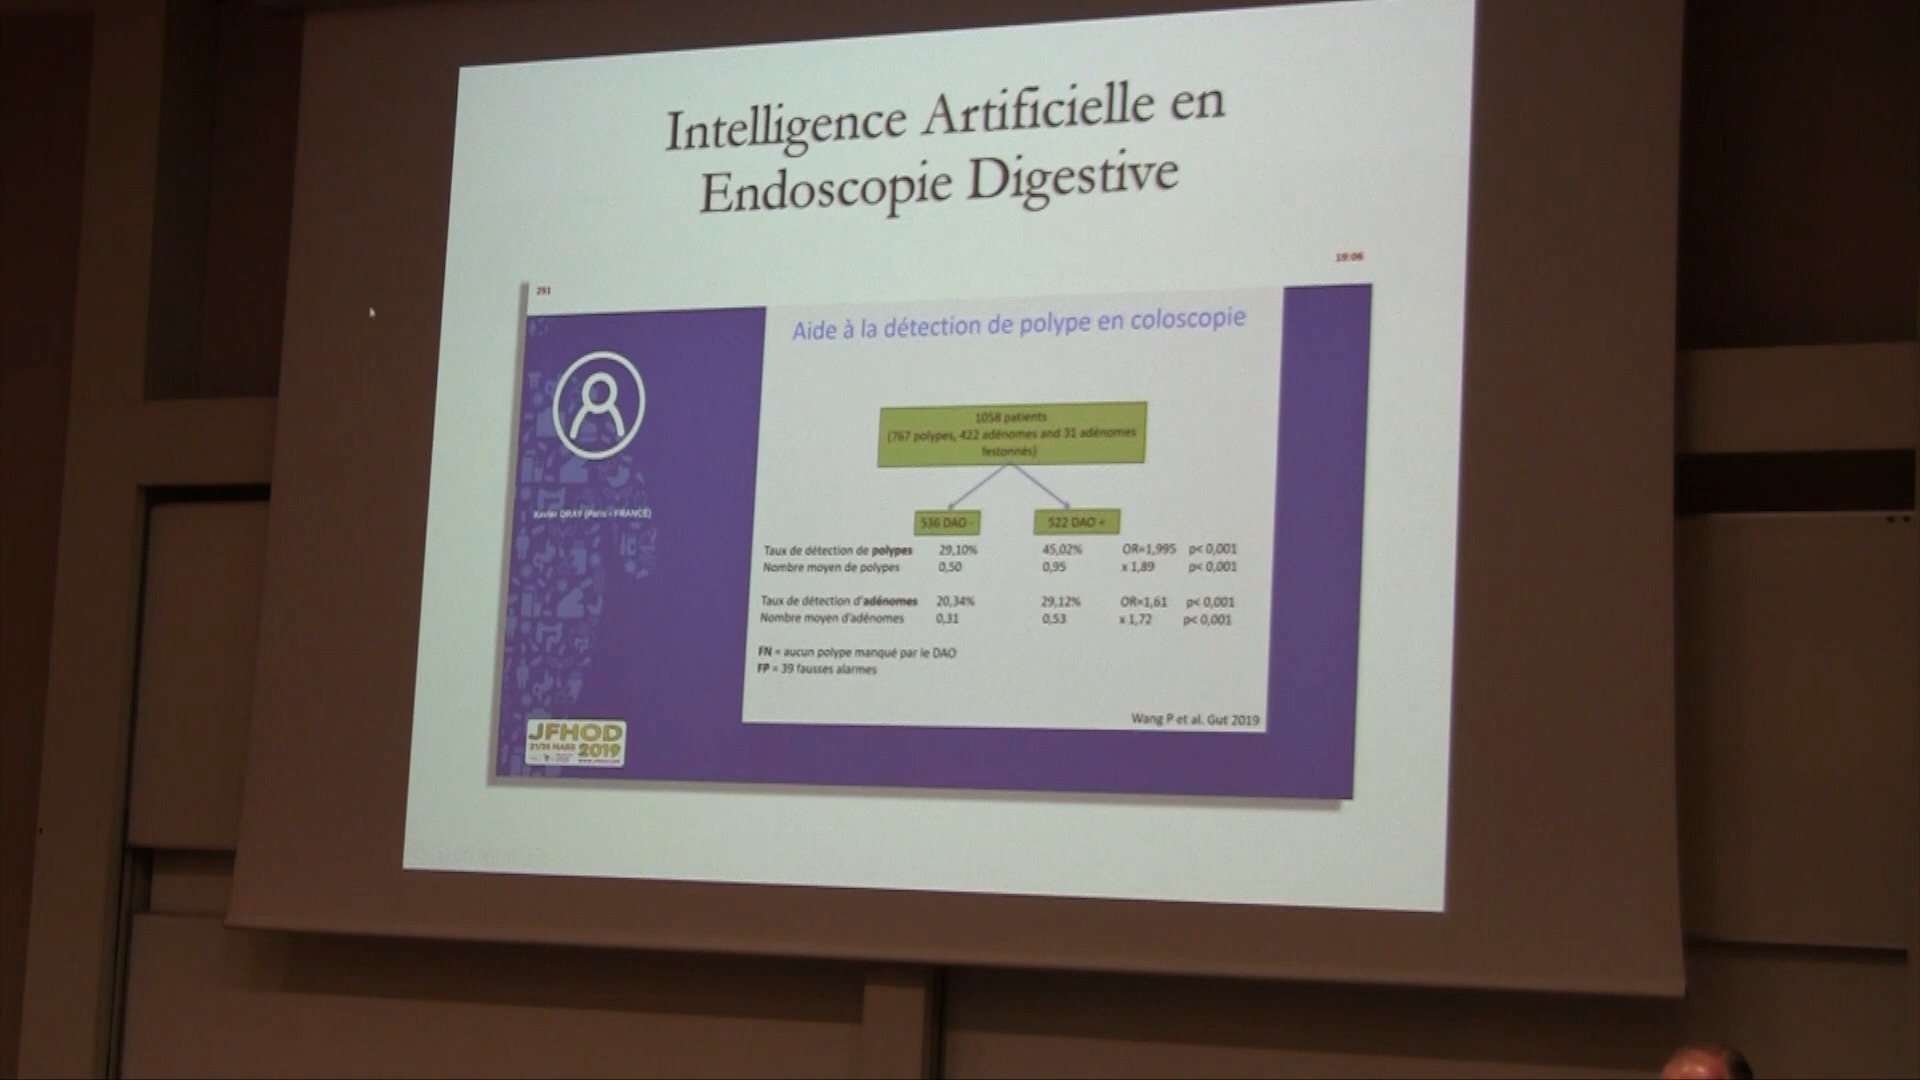 Intelligence Artificielle en
Endoscopie Digestive
19:06
291
Aide à la détection de polype en coloscopie
1058 patients
(767 polypes, 422 adénomes and 31 adénomes
festonnés)
536 DAO - 522 DAO +
Taux de détection de polypes 29,10% 45,02% OR=1,995 p< 0,001
Nombre moyen de polypes 0,50 0,95 x 1,89 p< 0,001
Taux de détection d'adénomes 20,34% 29,12% OR=1,61 p< 0,001
Nombre moyen d'adénomes 0,31 0,53 x 1,72 p< 0,001
FN = aucun polype manqué par le DAO
FP = 39 fausses alarmes
Wang P et al. Gut 2019
Xavier DRAY (Paris - FRANCE)
JFHOD
MARS 2019